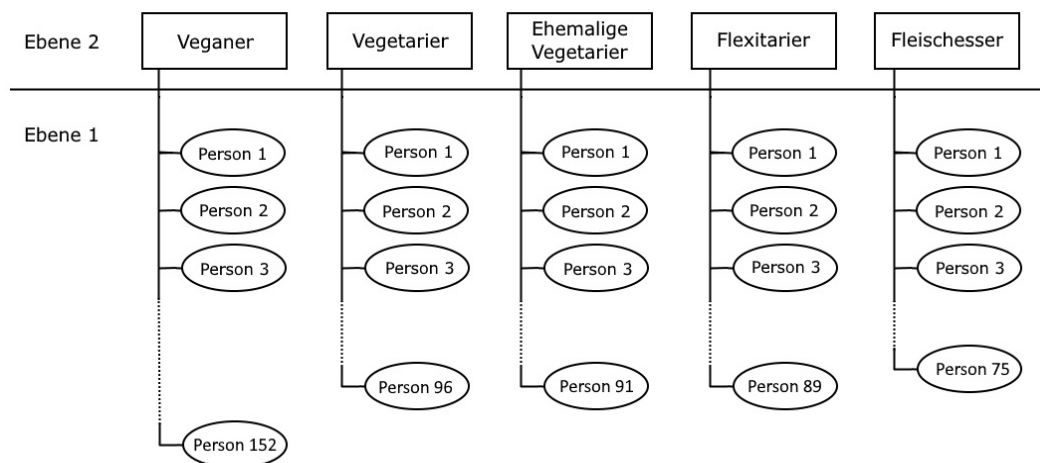 Ebene 2
Veganer
Vegetarier
Ehemalige
Vegetarier
Flexitarier
Fleischesser
Ebene 1
Person 1
Person 1
Person 1
Person 1
Person 1
Person 2
Person 2
Person 2
Person 2
Person 2
Person 3
Person 3
Person 3
Person 3
Person 3
Person 96
Person 91
Person 89
Person 75
Person 152